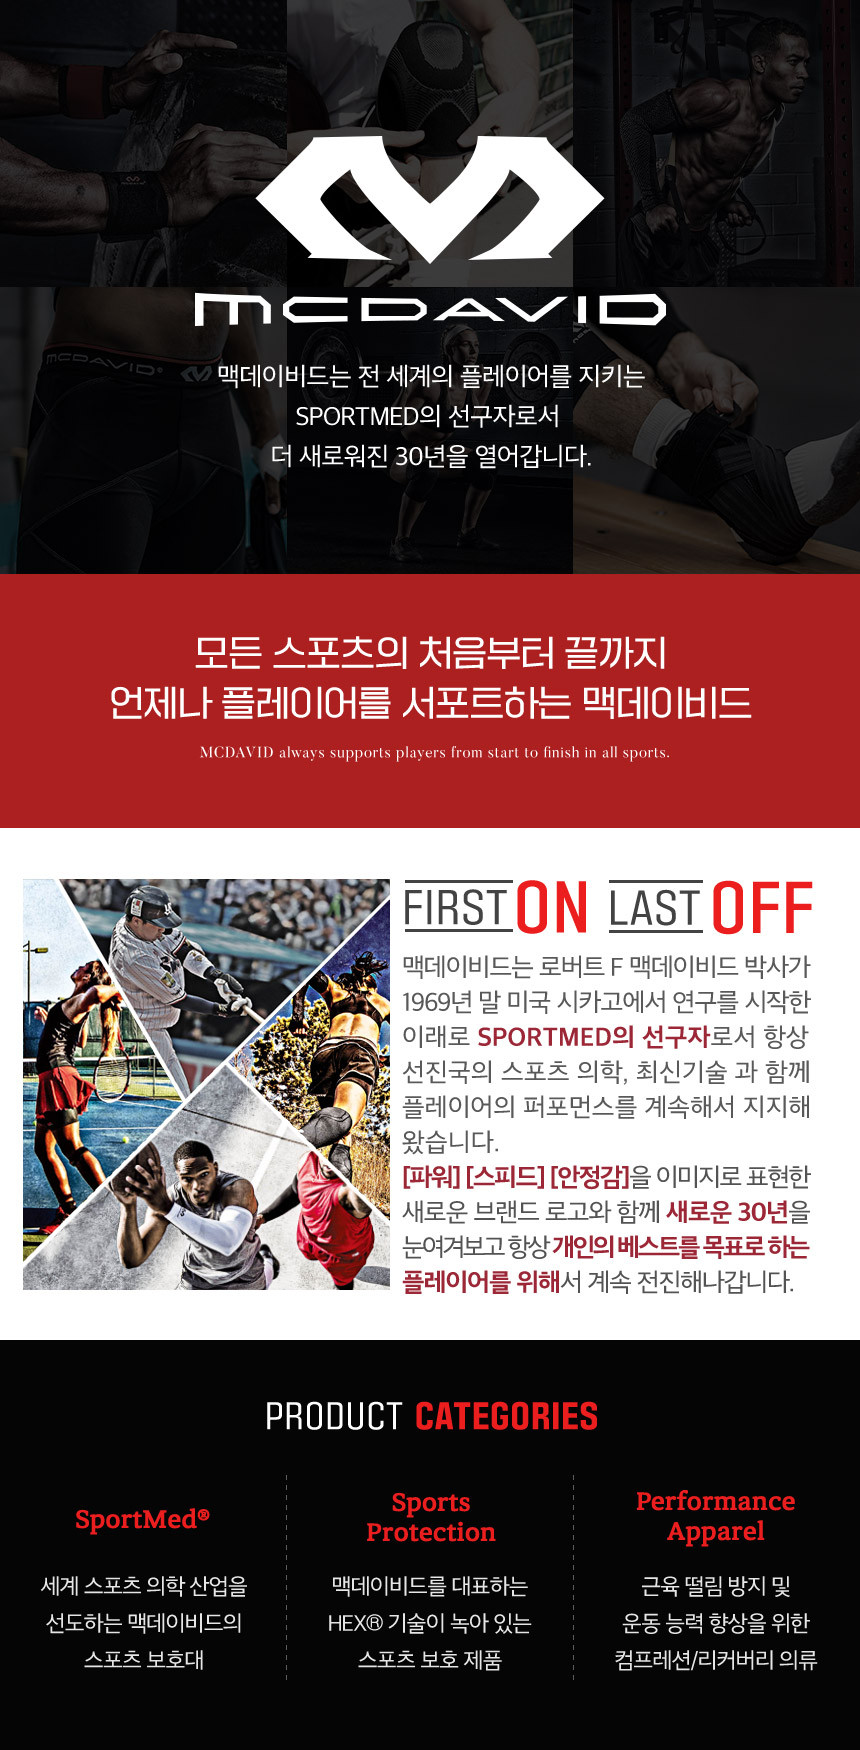 MCDAVID
MCDAVID®
맥데이비드는 전 세계의 플레이어를 지키는
SPORTMED의 선구자로서
더 새로워진 30년을 열어갑니다.
모든 스포츠의 처음부터 끝까지
언제나 플레이어를 서포트하는 맥데이비드
MCDAVID always supports players from start to finish in all sports.
FIRST ON LAST OFF
맥데이비드는 로버트 F 맥데이비드 박사가
1969년 말 미국 시카고에서 연구를 시작한
이래로 SPORTMED의 선구자로서 항상
선진국의 스포츠 의학, 최신기술 과 함께
플레이어의 퍼포먼스를 계속해서 지지해
왔습니다.
[파워] [스피드] [안정감]을 이미지로 표현한
새로운 브랜드 로고와 함께 새로운 30년을
눈여겨보고 항상 개인의 베스트를 목표로 하는
플레이어를 위해서 계속 전진해나갑니다.
PRODUCT CATEGORIES
SportMed®
세계 스포츠 의학 산업을
선도하는 맥데이비드의
스포츠 보호대
Sports
Protection
맥데이비드를 대표하는
HEX® 기술이 녹아 있는
스포츠 보호 제품
Performance
Apparel
근육 떨림 방지 및
운동 능력 향상을 위한
컴프레션/리커버리 의류